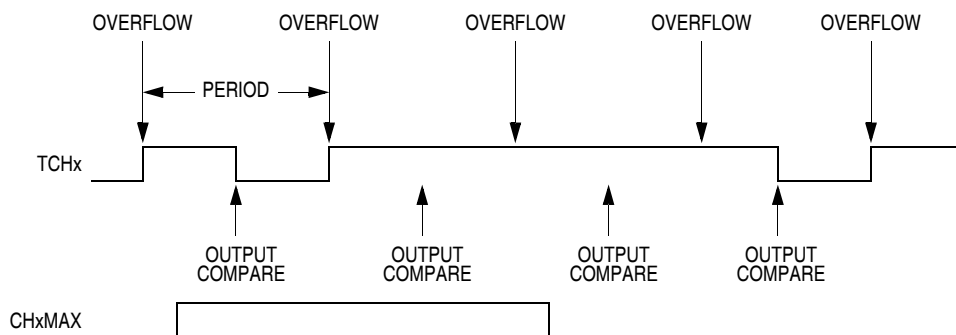 OVERFLOW OVERFLOW OVERFLOW OVERFLOW OVERFLOW
PERIOD
TCHx
OUTPUT COMPARE
OUTPUT COMPARE
OUTPUT COMPARE
OUTPUT COMPARE
CHxMAX